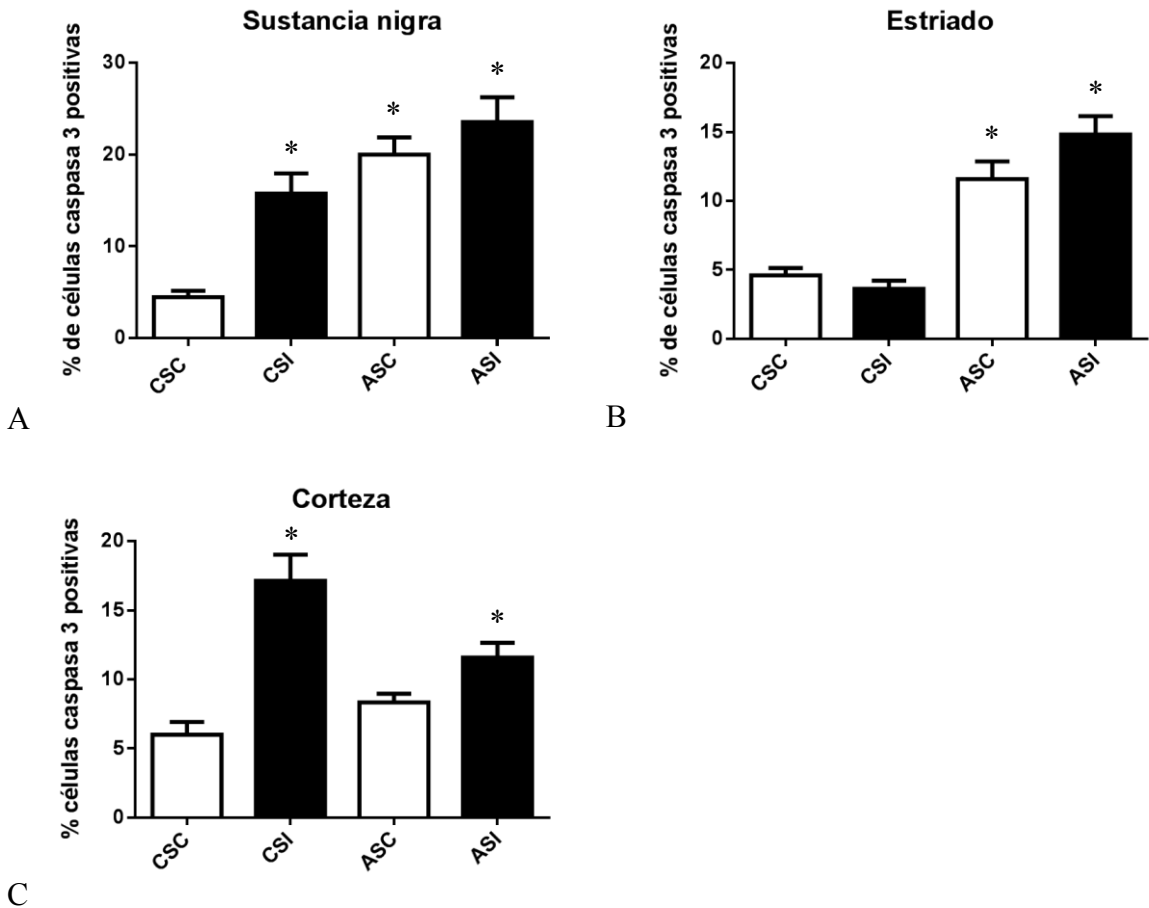 Sustancia nigra
% de células caspasa 3 positivas
30
20
10
0
*
*
*
CSC
CSI
ASC
ASI
A
Estriado
% de células caspasa 3 positivas
20
15
10
5
0
*
*
CSC
CSI
ASC
ASI
B
Corteza
% células caspasa 3 positivas
20
15
10
5
0
*
*
CSC
CSI
ASC
ASI
C